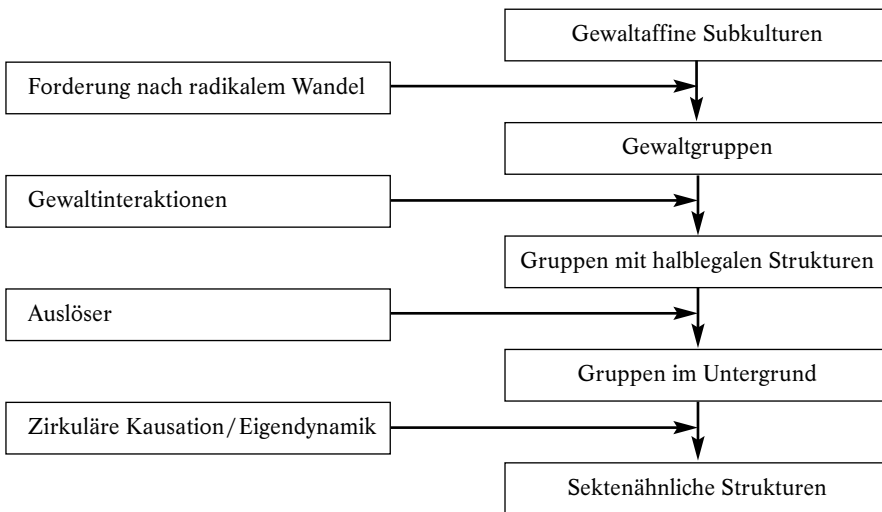 Gewaltaffine Subkulturen
Forderung nach radikalem Wandel
Gewaltgruppen
Gewaltinteraktionen
Gruppen mit halblegalen Strukturen
Auslöser
Gruppen im Untergrund
Zirkuläre Kausation/Eigendynamik
Sektenähnliche Strukturen